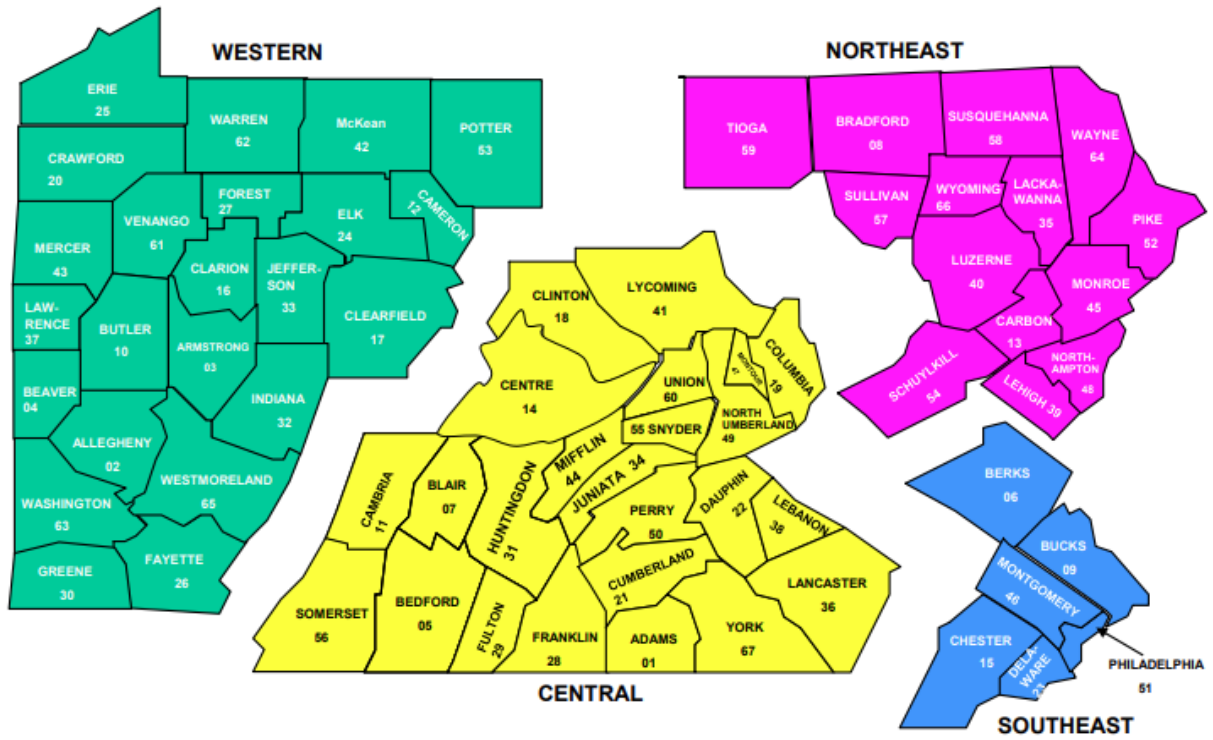 WESTERN
ERIE
25
WARREN
62
McKean
42
POTTER
53
CRAWFORD
20
FOREST
27
VENANGO
61
ELK
24
CAMERON
12
MERCER
43
CLARION
16
JEFFER-
SON
33
LAW-
RENCE
37
BUTLER
10
ARMSTRONG
03
CLEARFIELD
17
BEAVER
04
INDIANA
32
ALLEGHENY
02
WESTMORELAND
65
WASHINGTON
63
GREENE
30
FAYETTE
26
NORTHEAST
TIOGA
59
BRADFORD
08
SUSQUEHANNA
58
WAYNE
64
SULLIVAN
57
WYOMING
66
LACKA-
WANNA
35
PIKE
52
LUZERNE
40
MONROE
45
CARBON
13
SCHUYLKILL
54
NORTH-
AMPTON
48
LEHIGH 39
CLINTON
18
LYCOMING
41
COLUMBIA
19
MONTOUR
47
CENTRE
14
UNION
60
NORTH
UMBERLAND
49
55 SNYDER
MIFFLIN
44
JUNIATA 34
CAMBRIA
11
BLAIR
07
HUNTINGDON
31
PERRY
50
DAUPHIN
22
LEBANON
38
CUMBERLAND
21
LANCASTER
36
SOMERSET
56
BEDFORD
05
FULTON
29
FRANKLIN
28
ADAMS
01
YORK
67
CENTRAL
BERKS
06
BUCKS
09
MONTGOMERY
46
CHESTER
15
DELA-
WARE
23
PHILADELPHIA
51
SOUTHEAST